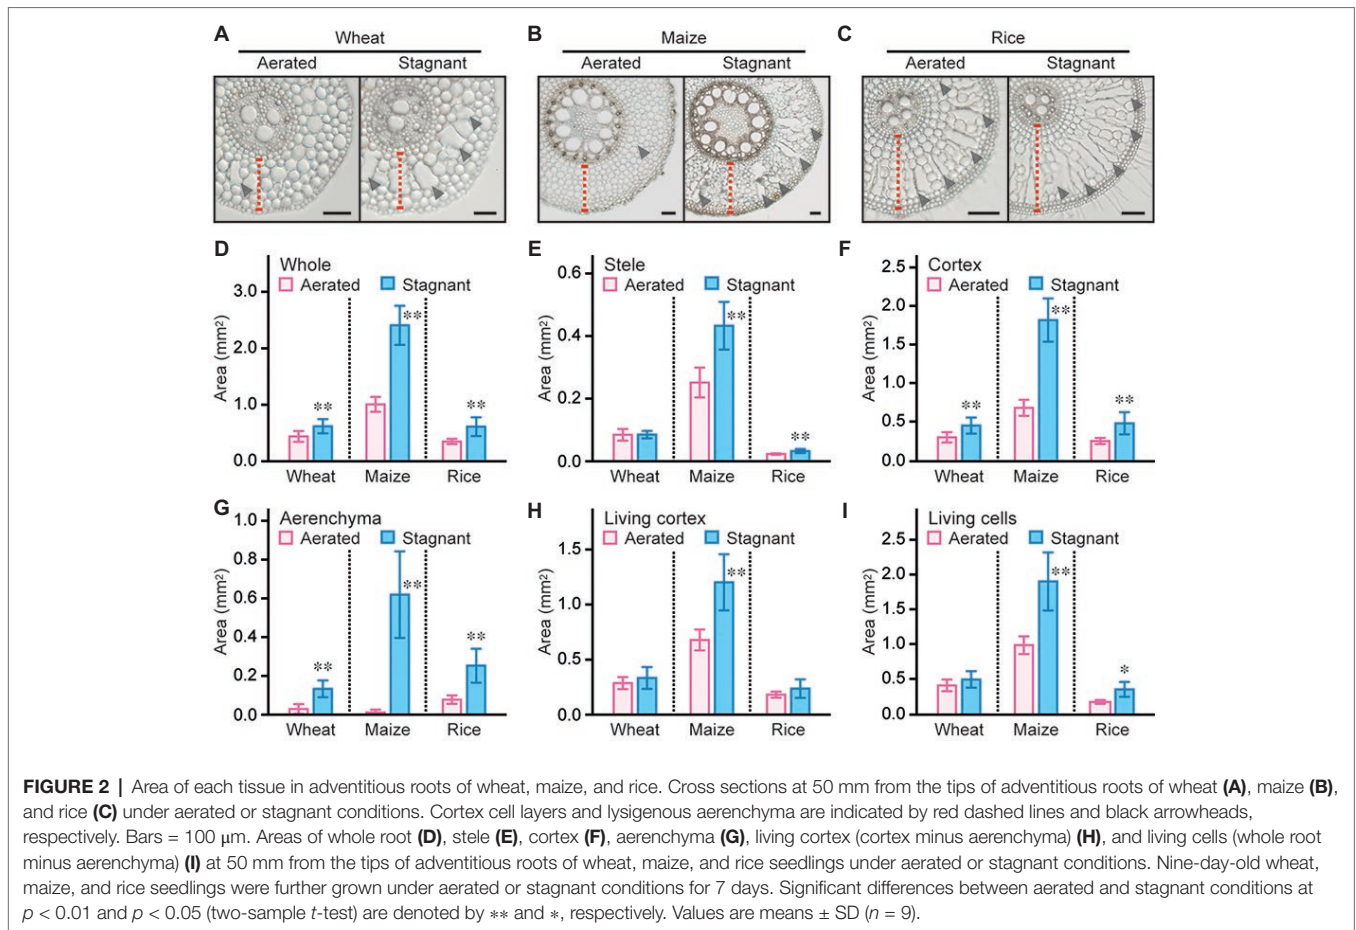 A Wheat
Aerated Stagnant
B Maize
Aerated Stagnant
C Rice
Aerated Stagnant
D
Whole
Aerated Stagnant
Area (mm²)
3.0
2.0
1.0
0.0
Wheat Maize Rice
**
**
**
E
Stele
Aerated Stagnant
Area (mm²)
0.6
0.4
0.2
0.0
Wheat Maize Rice
**
**
F
Cortex
Aerated Stagnant
Area (mm²)
2.5
2.0
1.5
1.0
0.5
0.0
Wheat Maize Rice
**
**
**
G
Aerenchyma
Aerated Stagnant
Area (mm²)
1.0
0.8
0.6
0.4
0.2
0.0
Wheat Maize Rice
**
**
**
H
Living cortex
Aerated Stagnant
Area (mm²)
1.5
1.0
0.5
0.0
Wheat Maize Rice
**
I
Living cells
Aerated Stagnant
Area (mm²)
2.5
2.0
1.5
1.0
0.5
0.0
Wheat Maize Rice
**
*
FIGURE 2 | Area of each tissue in adventitious roots of wheat, maize, and rice. Cross sections at 50 mm from the tips of adventitious roots of wheat (A), maize (B),
and rice (C) under aerated or stagnant conditions. Cortex cell layers and lysigenous aerenchyma are indicated by red dashed lines and black arrowheads,
respectively. Bars = 100 μm. Areas of whole root (D), stele (E), cortex (F), aerenchyma (G), living cortex (cortex minus aerenchyma) (H), and living cells (whole root
minus aerenchyma) (I) at 50 mm from the tips of adventitious roots of wheat, maize, and rice seedlings under aerated or stagnant conditions. Nine-day-old wheat,
maize, and rice seedlings were further grown under aerated or stagnant conditions for 7 days. Significant differences between aerated and stagnant conditions at
p < 0.01 and p < 0.05 (two-sample t-test) are denoted by ** and *, respectively. Values are means ± SD (n = 9).